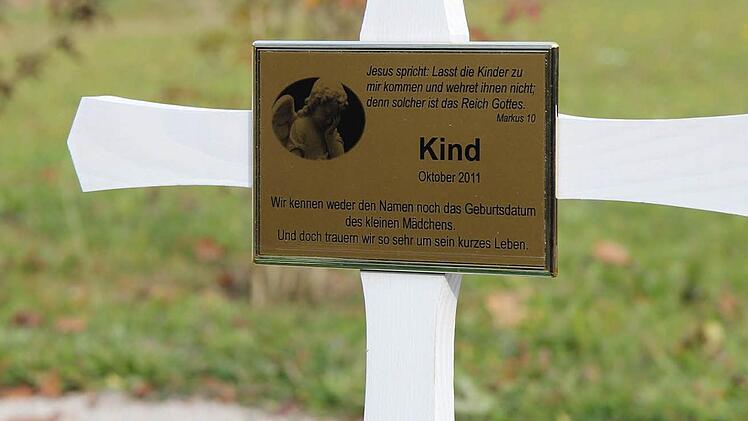 Jesus spricht: Lasst die Kinder zu
mir kommen und wehret ihnen nicht;
denn solcher ist das Reich Gottes.
Markus 10
Kind
Oktober 2011
Wir kennen weder den Namen noch das Geburtsdatum
des kleinen Mädchens.
Und doch trauern wir so sehr um sein kurzes Leben.